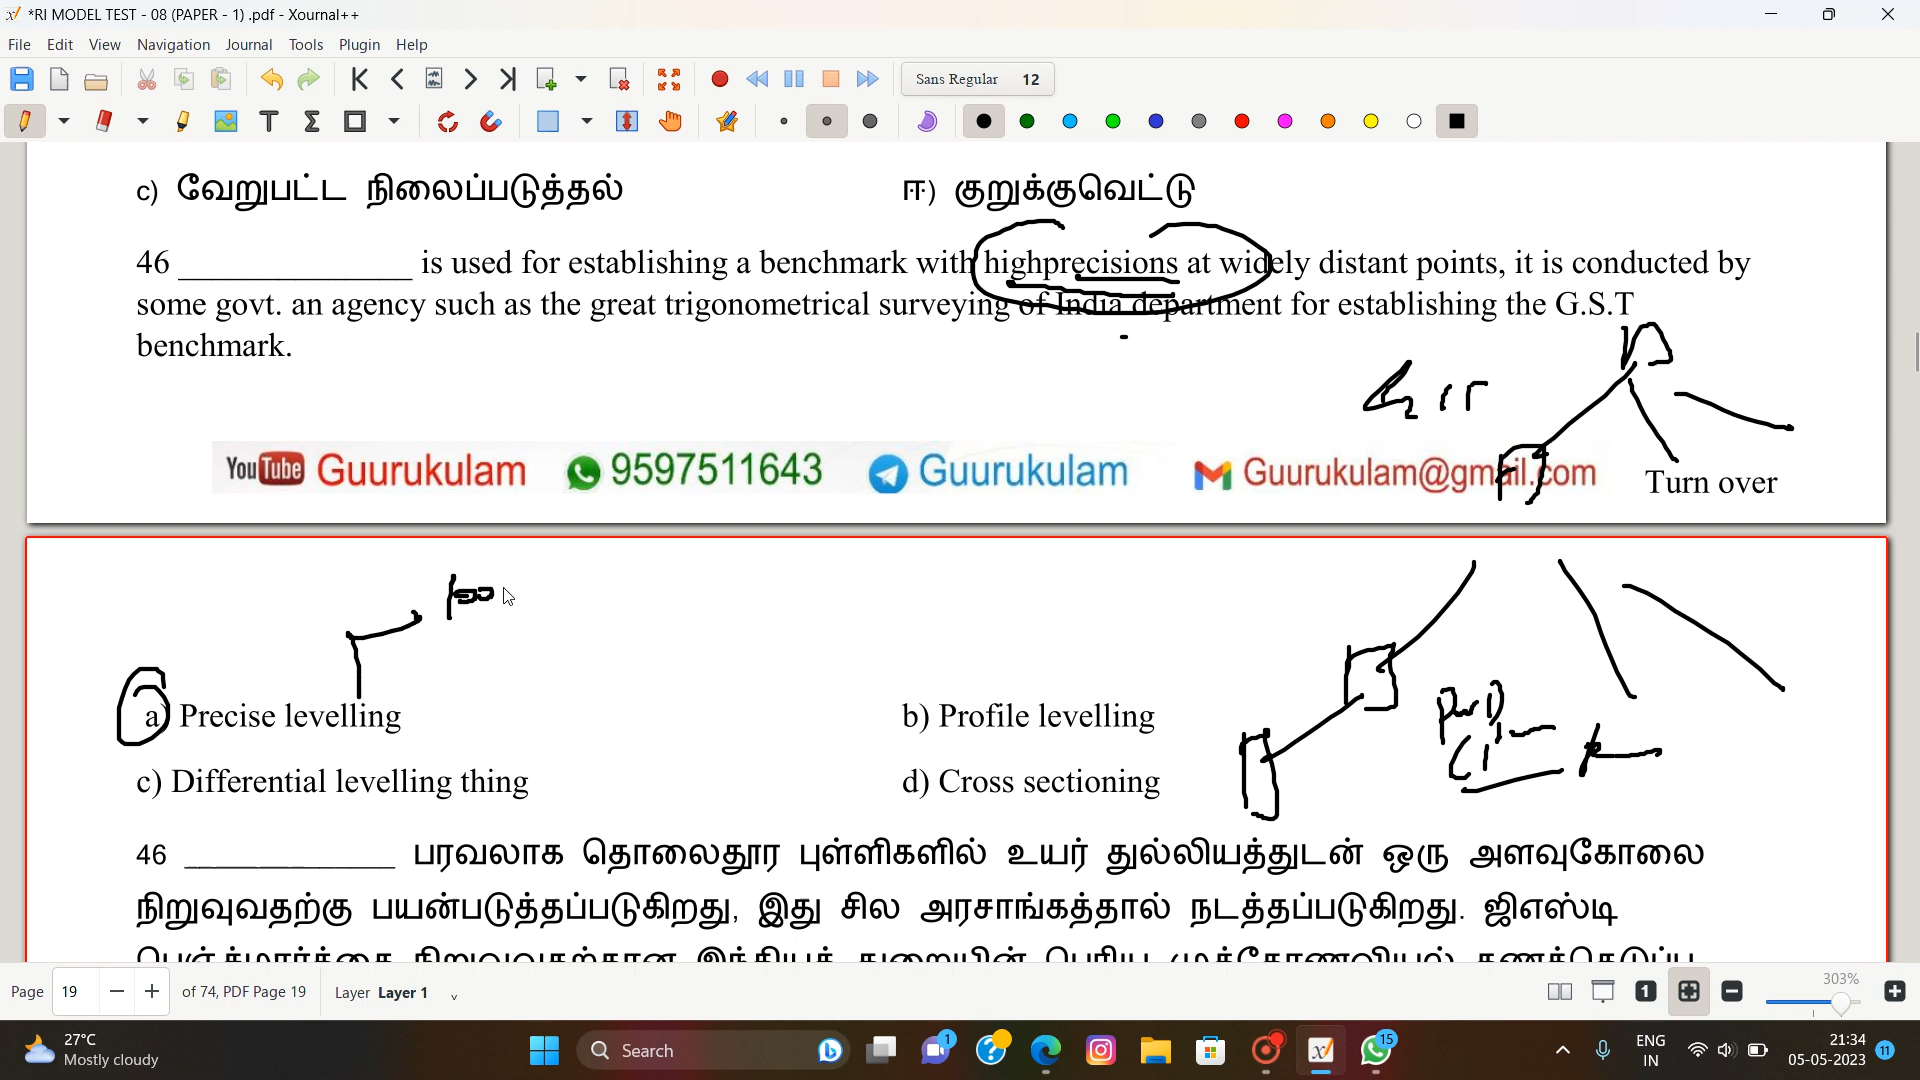 *RI MODEL TEST - 08 (PAPER - 1) .pdf - Xournal++
File Edit View Navigation Journal Tools Plugin Help
Sans Regular 12
c) வேறுபட்ட நிலைப்படுத்தல் ஈ) குறுக்குவெட்டு
46 ______________ is used for establishing a benchmark with highprecisions at widely distant points, it is conducted by
some govt. an agency such as the great trigonometrical surveying of India department for establishing the G.S.T
benchmark.
YouTube Guurukulam 9597511643 Guurukulam Guurukulam@gmail.com
Turn over
a) Precise levelling b) Profile levelling
c) Differential levelling thing d) Cross sectioning
46 ______________ பரவலாக தொலைதூர புள்ளிகளில் உயர் துல்லியத்துடன் ஒரு அளவுகோலை
நிறுவுவதற்கு பயன்படுத்தப்படுகிறது, இது சில அரசாங்கத்தால் நடத்தப்படுகிறது. ஜிஎஸ்டி
Page 19 of 74, PDF Page 19 Layer Layer 1 303%
27°C
Mostly cloudy
Search
1
15
ENG
IN
21:34
05-05-2023
11